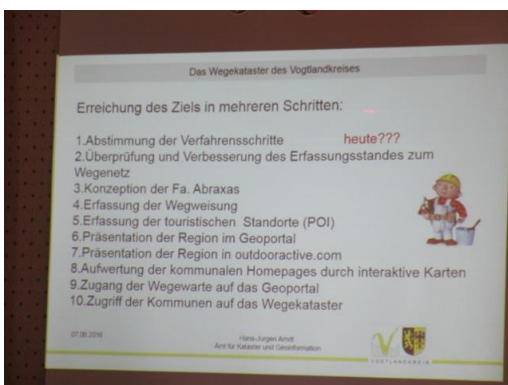 Das Wegekataster des Vogtlandkreises
Erreichung des Ziels in mehreren Schritten:
1.Abstimmung der Verfahrensschritte heute???
2.Überprüfung und Verbesserung des Erfassungsstandes zum
Wegenetz
3.Konzeption der Fa. Abraxas
4.Erfassung der Wegweisung
5.Erfassung der touristischen Standorte (POI)
6.Präsentation der Region im Geoportal
7.Präsentation der Region in outdooractive.com
8.Aufwertung der kommunalen Homepages durch interaktive Karten
9.Zugang der Wegewarte auf das Geoportal
10.Zugriff der Kommunen auf das Wegekataster
07.06.2016
Hans-Jürgen Arndt
Amt für Kataster und Geoinformation
VOGTLANDKREIS